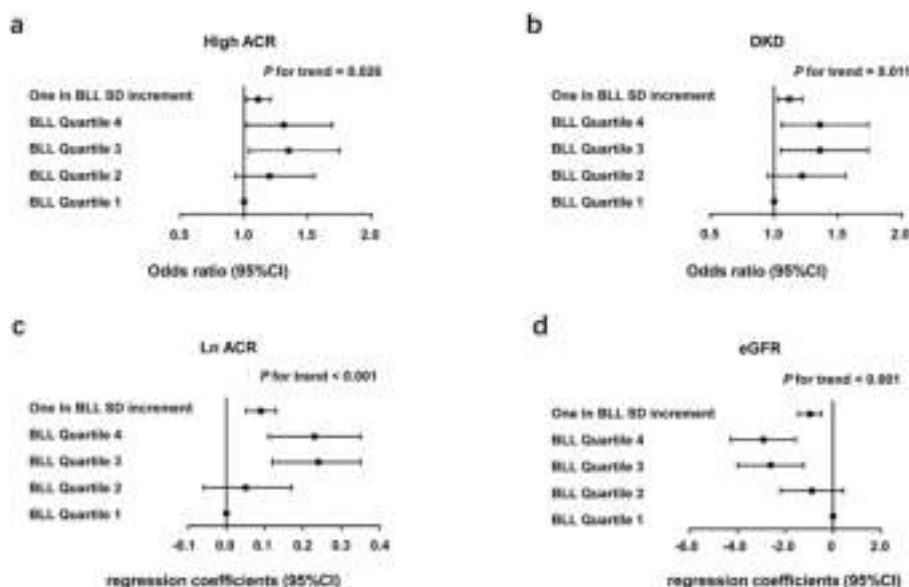 a
High ACR
P for trend = 0.026
One ln BLL SD increment
BLL Quartile 4
BLL Quartile 3
BLL Quartile 2
BLL Quartile 1
0.5 1.0 1.5 2.0
Odds ratio (95%CI)
b
DKD
P for trend = 0.011
One ln BLL SD increment
BLL Quartile 4
BLL Quartile 3
BLL Quartile 2
BLL Quartile 1
0.5 1.0 1.5 2.0
Odds ratio (95%CI)
c
Ln ACR
P for trend < 0.001
One ln BLL SD increment
BLL Quartile 4
BLL Quartile 3
BLL Quartile 2
BLL Quartile 1
-0.1 0.0 0.1 0.2 0.3 0.4
regression coefficients (95%CI)
d
eGFR
P for trend < 0.001
One ln BLL SD increment
BLL Quartile 4
BLL Quartile 3
BLL Quartile 2
BLL Quartile 1
-6.0 -4.0 -2.0 0 2.0
regression coefficients (95%CI)